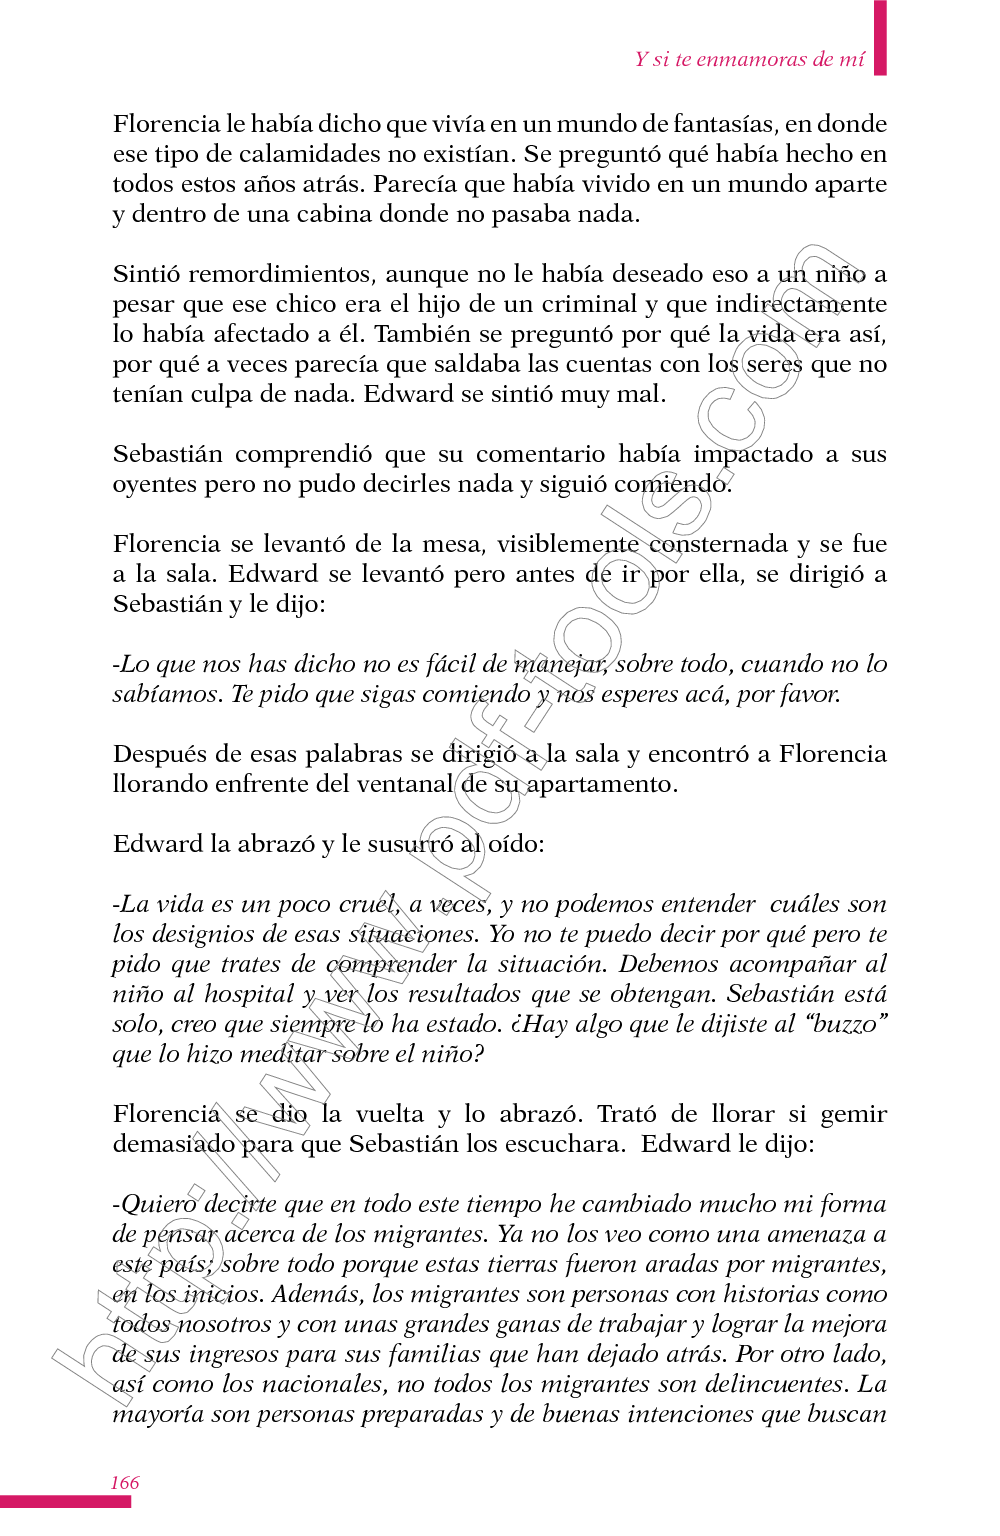 Y si te enmamoras de mí
Florencia le había dicho que vivía en un mundo de fantasías, en donde
ese tipo de calamidades no existían. Se preguntó qué había hecho en
todos estos años atrás. Parecía que había vivido en un mundo aparte
y dentro de una cabina donde no pasaba nada.
Sintió remordimientos, aunque no le había deseado eso a un niño a
pesar que ese chico era el hijo de un criminal y que indirectamente
lo había afectado a él. También se preguntó por qué la vida era así,
por qué a veces parecía que saldaba las cuentas con los seres que no
tenían culpa de nada. Edward se sintió muy mal.
Sebastián comprendió que su comentario había impactado a sus
oyentes pero no pudo decirles nada y siguió comiendo.
Florencia se levantó de la mesa, visiblemente consternada y se fue
a la sala. Edward se levantó pero antes de ir por ella, se dirigió a
Sebastián y le dijo:
-Lo que nos has dicho no es fácil de manejar, sobre todo, cuando no lo
sabíamos. Te pido que sigas comiendo y nos esperes acá, por favor.
Después de esas palabras se dirigió a la sala y encontró a Florencia
llorando enfrente del ventanal de su apartamento.
Edward la abrazó y le susurró al oído:
-La vida es un poco cruel, a veces, y no podemos entender  cuáles son
los designios de esas situaciones. Yo no te puedo decir por qué pero te
pido que trates de comprender la situación. Debemos acompañar al
niño al hospital y ver los resultados que se obtengan. Sebastián está
solo, creo que siempre lo ha estado. ¿Hay algo que le dijiste al “buzzo”
que lo hizo meditar sobre el niño?
Florencia se dio la vuelta y lo abrazó. Trató de llorar si gemir
demasiado para que Sebastián los escuchara.  Edward le dijo:
-Quiero decirte que en todo este tiempo he cambiado mucho mi forma
de pensar acerca de los migrantes. Ya no los veo como una amenaza a
este país; sobre todo porque estas tierras fueron aradas por migrantes,
en los inicios. Además, los migrantes son personas con historias como
todos nosotros y con unas grandes ganas de trabajar y lograr la mejora
de sus ingresos para sus familias que han dejado atrás. Por otro lado,
así como los nacionales, no todos los migrantes son delincuentes. La
mayoría son personas preparadas y de buenas intenciones que buscan
166
http://www.pdf-tools.com